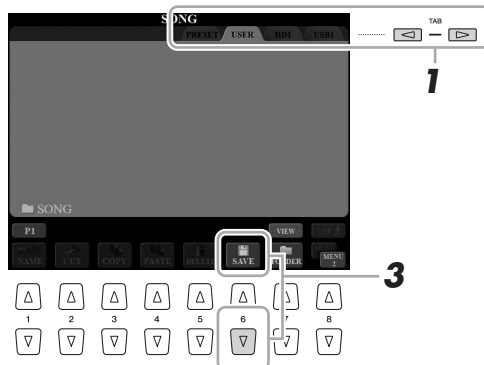 SONG
TAB
PRESET USER HD1 USB1
1
SONG
P1 VIEW UP
NAME CUT COPY PASTE DELETE SAVE FOLDER MENU 2
3
1 2 3 4 5 6 7 8